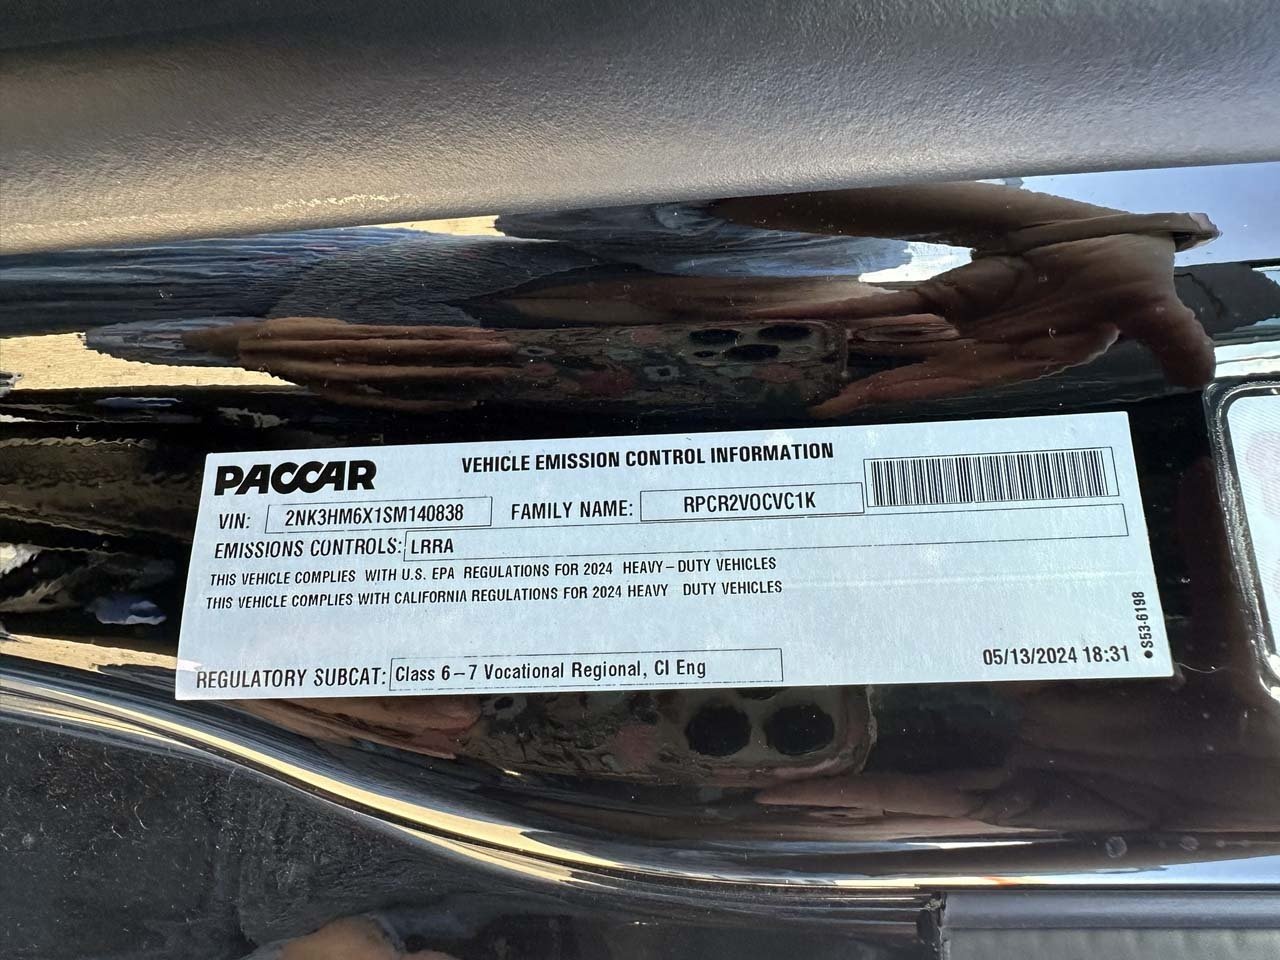 PACCAR
VEHICLE EMISSION CONTROL INFORMATION
VIN: 2NK3HM6X1SM140838 FAMILY NAME: RPCR2VOCVC1K
EMISSIONS CONTROLS: LRRA
THIS VEHICLE COMPLIES WITH U.S. EPA REGULATIONS FOR 2024 HEAVY-DUTY VEHICLES
THIS VEHICLE COMPLIES WITH CALIFORNIA REGULATIONS FOR 2024 HEAVY DUTY VEHICLES
REGULATORY SUBCAT: Class 6-7 Vocational Regional, CI Eng
05/13/2024 18:31
•S53-6198